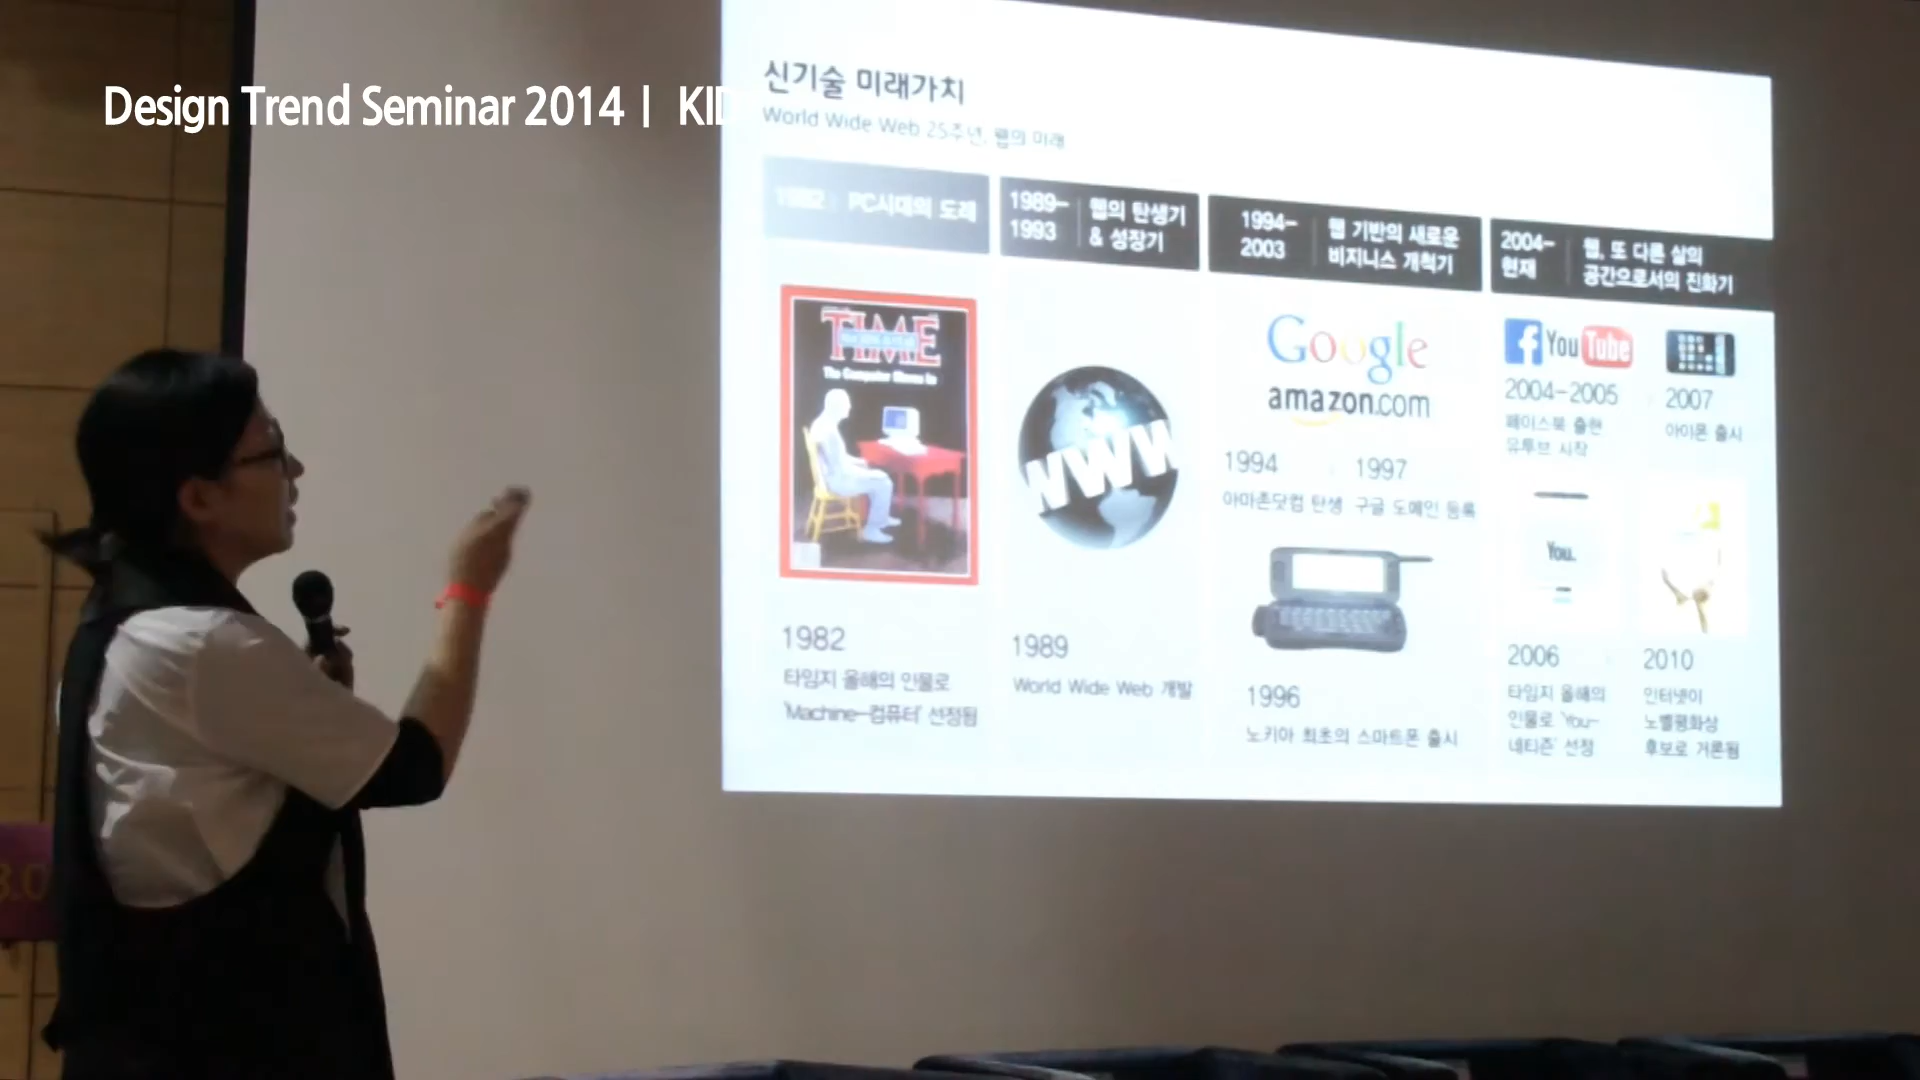 Design Trend Seminar 2014 | KID
신기술 미래가치
World Wide Web 25주년, 웹의 미래
1982 PC시대의 도래
1989-
1993
웹의 탄생기
& 성장기
1994-
2003
웹 기반의 새로운
비지니스 개척기
2004-
현재
웹, 또 다른 삶의
공간으로서의 진화기
TIME
The Computer Moves In
1982
타임지 올해의 인물로
'Machine-컴퓨터' 선정됨
WWW
1989
World Wide Web 개발
Google
amazon.com
1994
아마존닷컴 탄생
1997
구글 도메인 등록
1996
노키아 최초의 스마트폰 출시
f YouTube
2004-2005
페이스북 출현
유투브 시작
2007
아이폰 출시
You.
2006
타임지 올해의
인물로 'You-
네티즌' 선정
2010
인터넷이
노벨평화상
후보로 거론됨
3.0